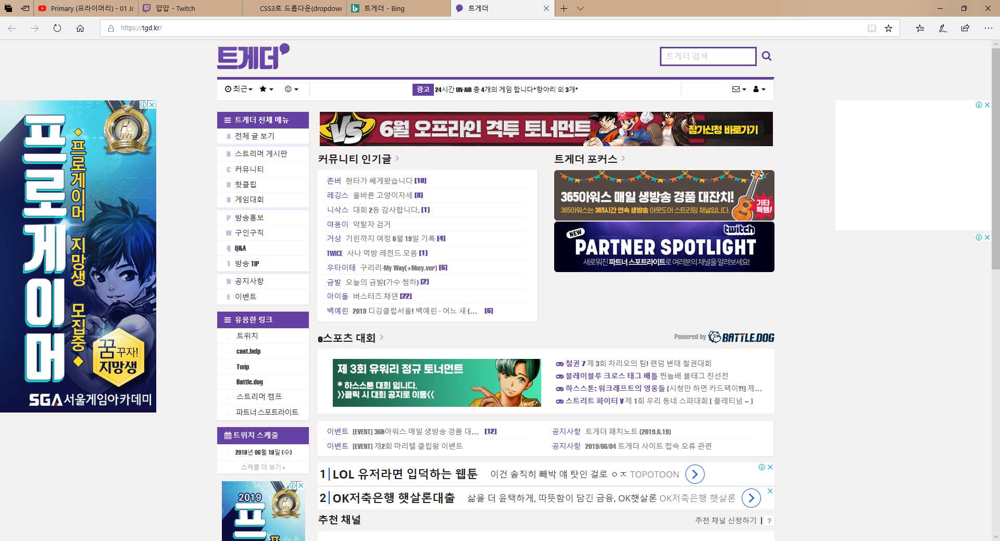 Primary (프라이머리) - 01 Jo
얍얍 - Twitch
CSS3로 드롭다운(dropdown
트게더 - Bing
트게더
https://tgd.kr/
트게더
트게더 검색
최근
광고 24시간 ON-AIR 총 4개의 게임 합니다*항아리 외 3개*
프로게이머
프로게이머 지망생 모집중
꿈꾸자!
지망생
SGA서울게임아카데미
트게더 전체 메뉴
A 전체 글 보기
B 스트리머 게시판
C 커뮤니티
H 핫클립
O 게임대회
P 방송홍보
W 구인구직
Q Q&A
T 방송 TIP
N 공지사항
E 이벤트
유용한 링크
트위치
cast.help
Twip
Battle.dog
스트리머 캠프
파트너 스포트라이트
트위치 스케줄
2019년 06월 19일 (수)
스케줄 더 보기 »
2019
프
VS 6월 오프라인 격투 토너먼트 참가신청 바로가기
커뮤니티 인기글
존버 현타가 쎄게왔습니다 [10]
레깅스 올바른 고양이자세 [8]
니삭스 대회 2등 감사합니다. [1]
야옹이 약탈자 검거
거상 기린까지 여정 6월 19일 기록 [4]
TWICE 사나 먹방 레전드 모음 [1]
우타이테 구리리-My Way(+5key.ver) [6]
금발 오늘의 금발(가수 청하) [2]
아이돌 버스터즈 채연 [22]
백예린 2019 디깅클럽서울! 백예린 - 어느 새 (... [6]
트게더 포커스
365아워스 매일 생방송 경품 대잔치!
365아워스는 365시간 연속 생방송 아웃도어 스트리밍 채널입니다.
기타
득템!
twitch
NEW
PARTNER SPOTLIGHT
새로워진 파트너 스포트라이트로 여러분의 채널을 알려보세요!
e스포츠 대회
Powered by BATTLE.DOG
제 3회 유워리 정규 토너먼트
* 하스스톤 대회 입니다.
>>클릭 시 대회 공지로 이동<<
철권 7 제 3회 차리오의 팀! 랜덤 변태 철권대회
블레이블루 크로스 태그 배틀 찐눕배 블태그 친선전
하스스톤: 워크래프트의 영웅들 [시청만 하면 카드팩이?!] 제...
스트리트 파이터 V 제 1회 우리 동네 스파대회 [ 플레티넘 ~ ]
이벤트 [EVENT] 365아워스 매일 생방송 경품 대... [12]
이벤트 [EVENT] 제2회 마리텔 클립왕 이벤트
공지사항 트게더 패치노트 (2019.6.19)
공지사항 2019/06/04 트게더 사이트 접속 오류 관련
1 LOL 유저라면 입덕하는 웹툰 이건 솔직히 빼박 얘 탓인 걸로 ㅇㅈ TOPOTOON
2 OK저축은행 햇살론대출 삶을 더 윤택하게, 따뜻함이 담긴 금융, OK햇살론 OK저축은행 햇살론
추천 채널
추천 채널 신청하기 | ?